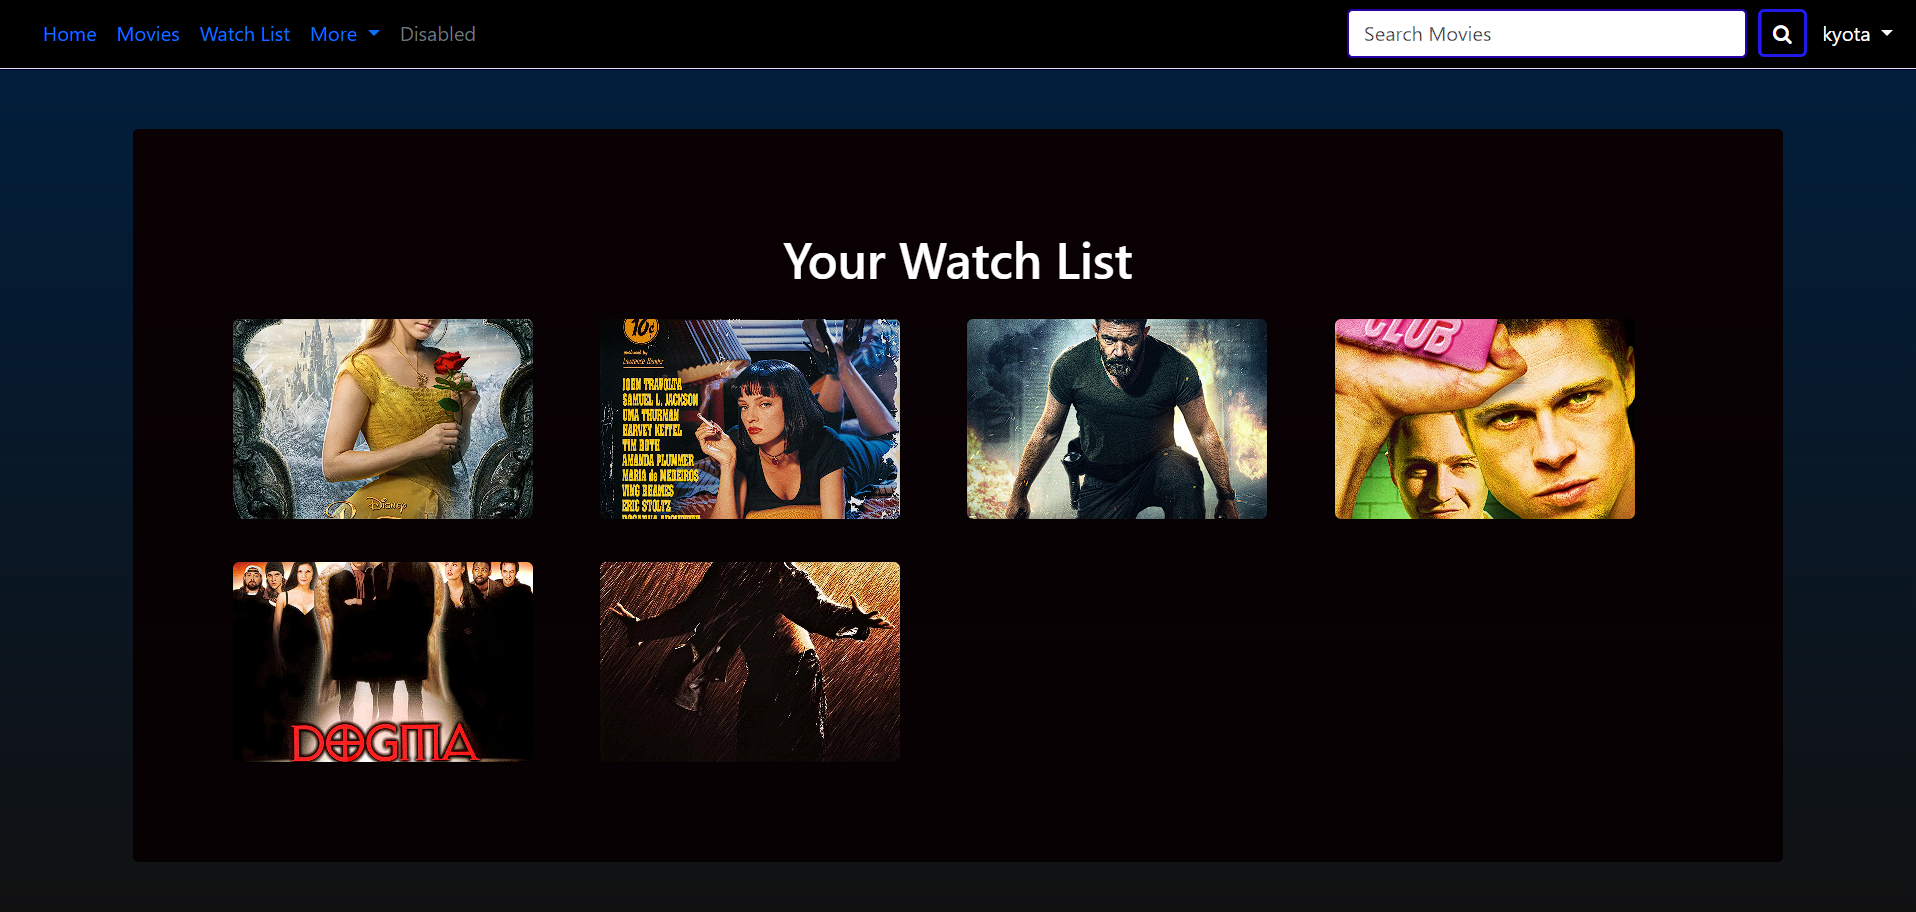 Home Movies Watch List More Disabled
Search Movies
kyota
Your Watch List
10¢
JOHN TRAVOLTA
SAMUEL L. JACKSON
UMA THURMAN
HARVEY KEITEL
TIM ROTH
AMANDA PLUMMER
MARIA de MEDEIROS
VING RHAMES
ERIC STOLTZ
CLUB
DISNEY
DOGMA